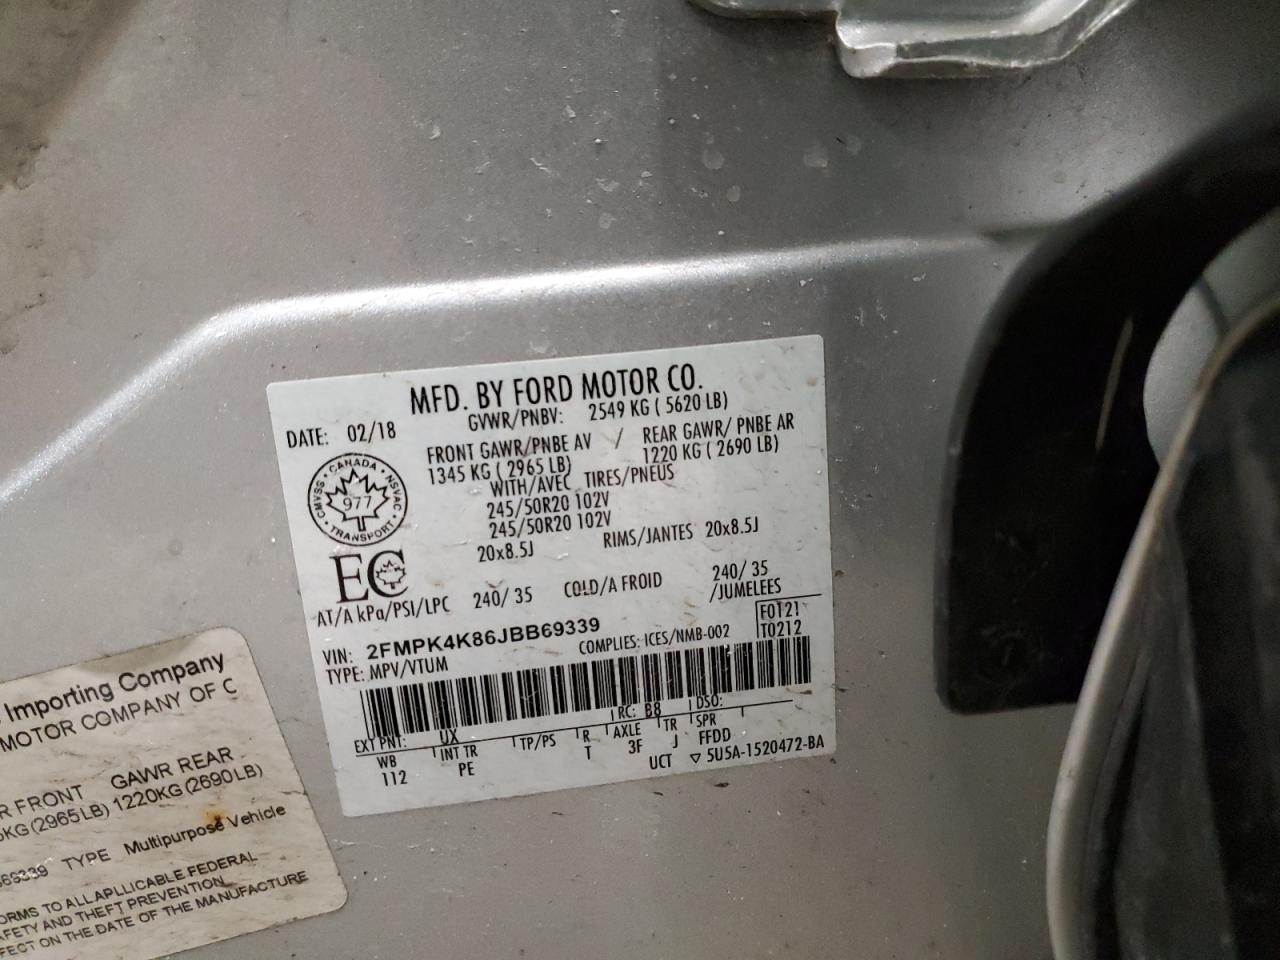 MFD. BY FORD MOTOR CO.
DATE: 02/18 GVWR/PNBV: 2549 KG ( 5620 LB)
FRONT GAWR/PNBE AV / REAR GAWR/ PNBE AR
1345 KG ( 2965 LB) 1220 KG ( 2690 LB)
WITH/AVEC TIRES/PNEUS
245/50R20 102V
245/50R20 102V
20x8.5J RIMS/JANTES 20x8.5J
CANADA
CMVSS 977 NSVAC
TRANSPORT
EC
AT/A kPa/PSI/LPC 240/ 35 COLD/A FROID 240/ 35
/JUMELEES
VIN: 2FMPK4K86JBB69339
TYPE: MPV/VTUM COMPLIES: ICES/NMB-002
F0121
T0212
EXT PNT: UX RC: B8 DSO:
WB INT TR TP/PS R AXLE TR SPR
112 PE T 3F J FFDD
UCT ▽ 5U5A-1520472-BA
Importing Company
MOTOR COMPANY OF C
R FRONT GAWR REAR
KG(2965LB) 1220KG(2690LB)
69339 TYPE Multipurpose Vehicle
ORMS TO ALLAPLLICABLE FEDERAL
AFETY AND THEFT PREVENTION
FECT ON THE DATE OF THE MANUFACTURE